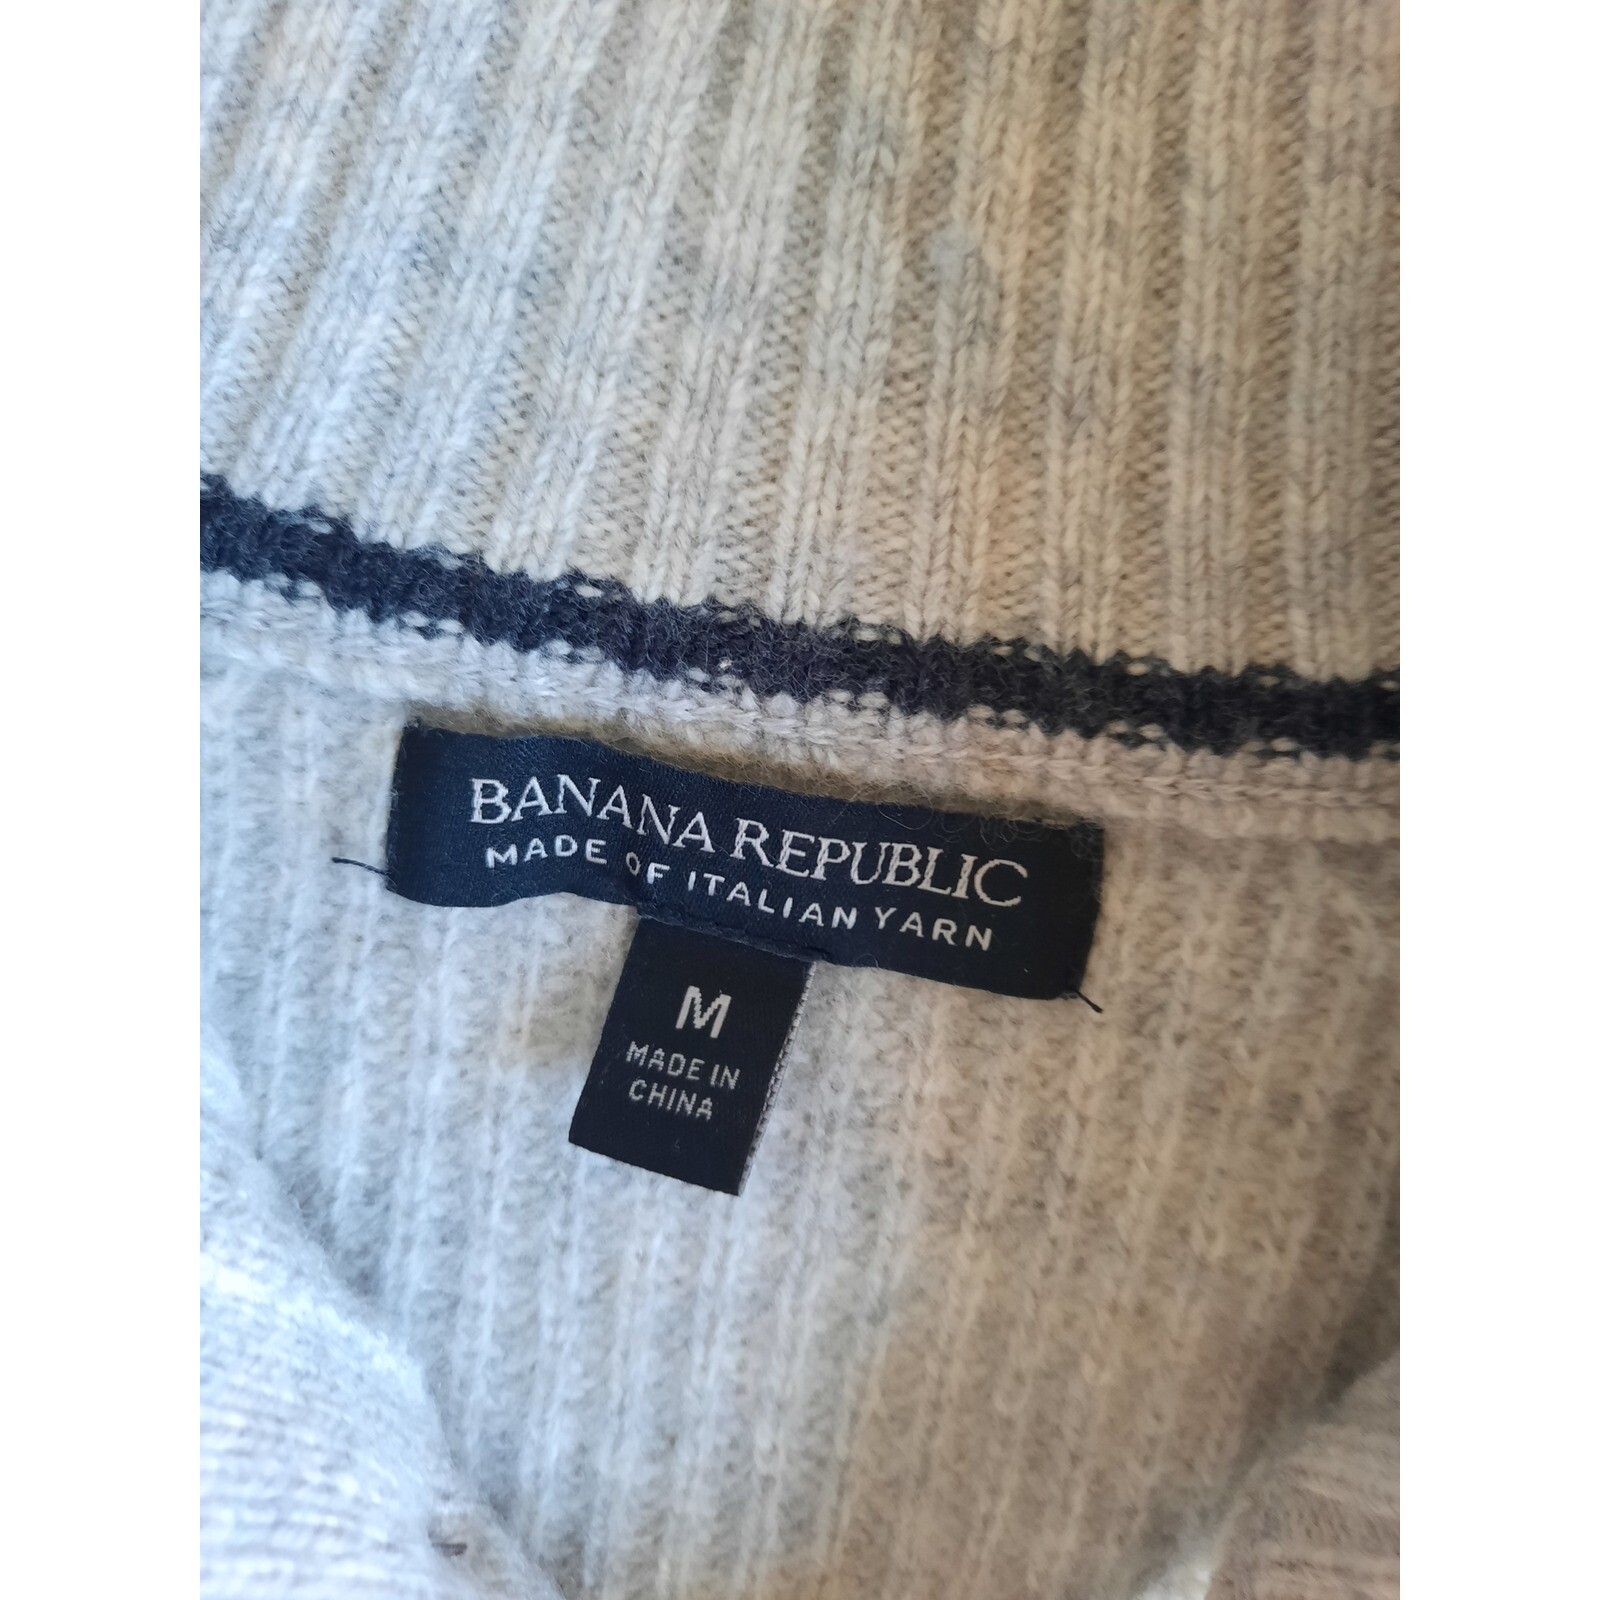 BANANA REPUBLIC
MADE OF ITALIAN YARN
M
MADE IN
CHINA